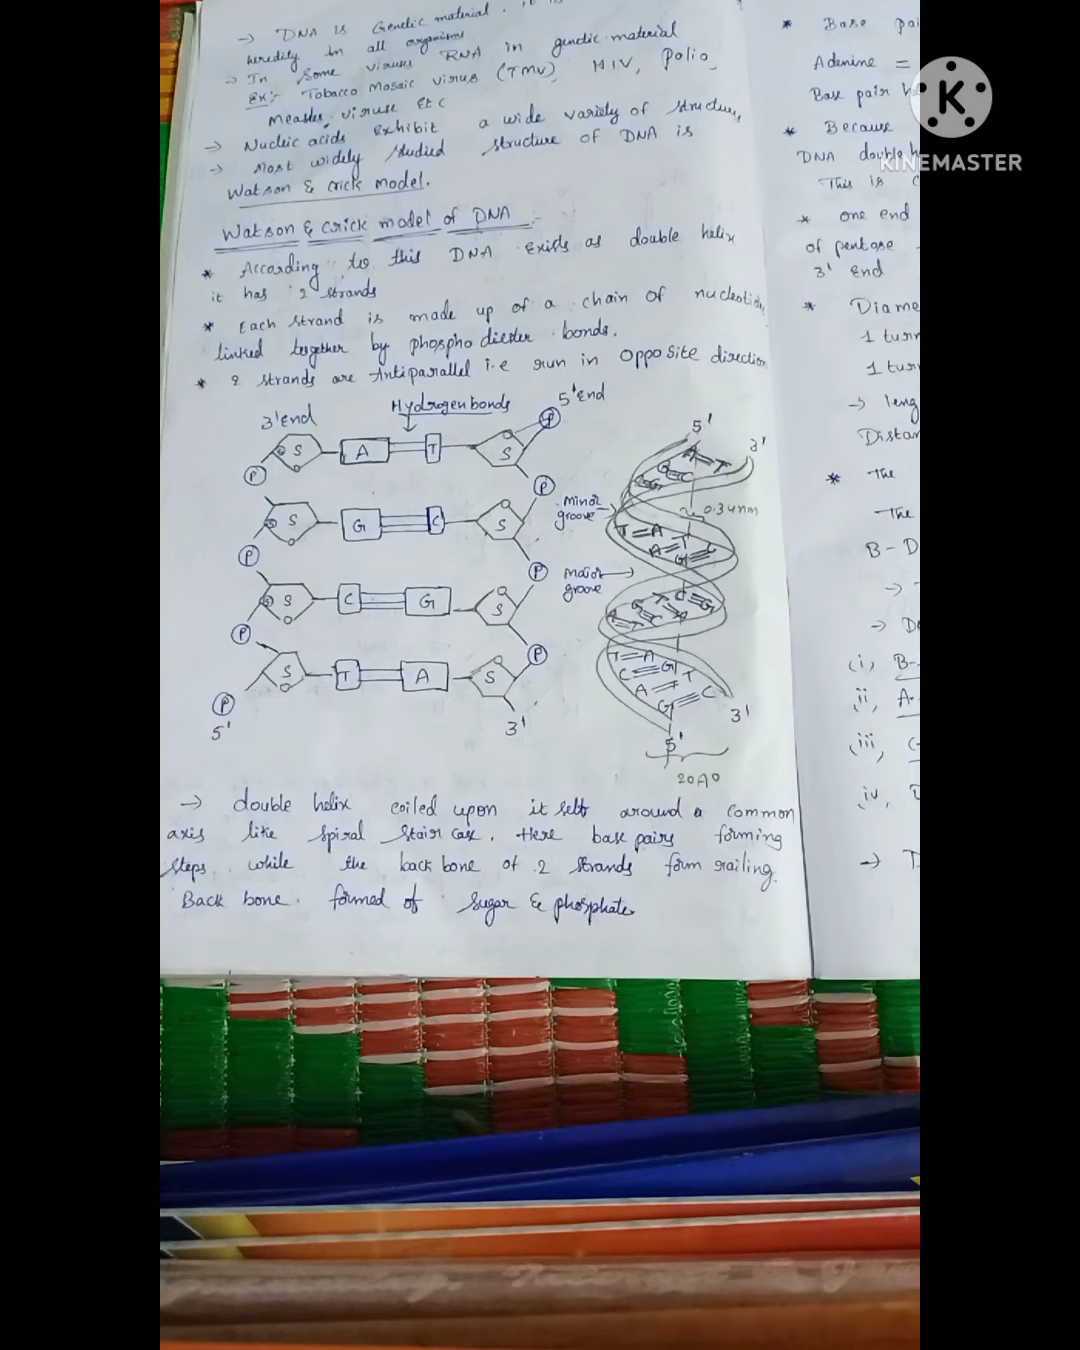 → DNA is Genetic material. it is
heredity in all organisms
→ In some viruses RNA in genetic material
Ex:- Tobacco Mosaic virus (TMV), HIV, Polio
Measles, viruse Etc
→ Nucleic acids exhibit a wide variety of structure,
→ Most widely studied structure of DNA is
Watson & crick model.
Watson & Crick model of DNA :-
* According to this DNA exists as double helix
it has 2 strands
* Each strand is made up of a chain of nucleotide
linked together by phosphodiester bonds.
* 2 strands are Antiparallel i.e run in opposite direction
3' End Hydrogen bonds 5' End
S A T S P
P P
S G C S
P P
S C G S
P P
S T A S
P
5' 3'
5' 3'
A T
G C
C G
minor
groove
0.34nm
T = A
A = T
G C
major
groove
C G
T A
G C
A T
T = A
C G T
A T C
G
3'
5'
20A°
→ double helix coiled upon it self around a common
axis like spiral stair case. Here base pairs forming
steps while the back bone of 2 strands form railing.
Back bone formed of sugar & phosphate
* Base pai
Adenine =
Base pair h
* Because
DNA double h
This is c
* one end
of pentose
3' End
* Diame
1 turn
1 turn
→ leng
Distan
* The
The
B - D
→
→ D
(i) B-
ii, A-
iii, C-
iv, D
→ T
K
KINEMASTER